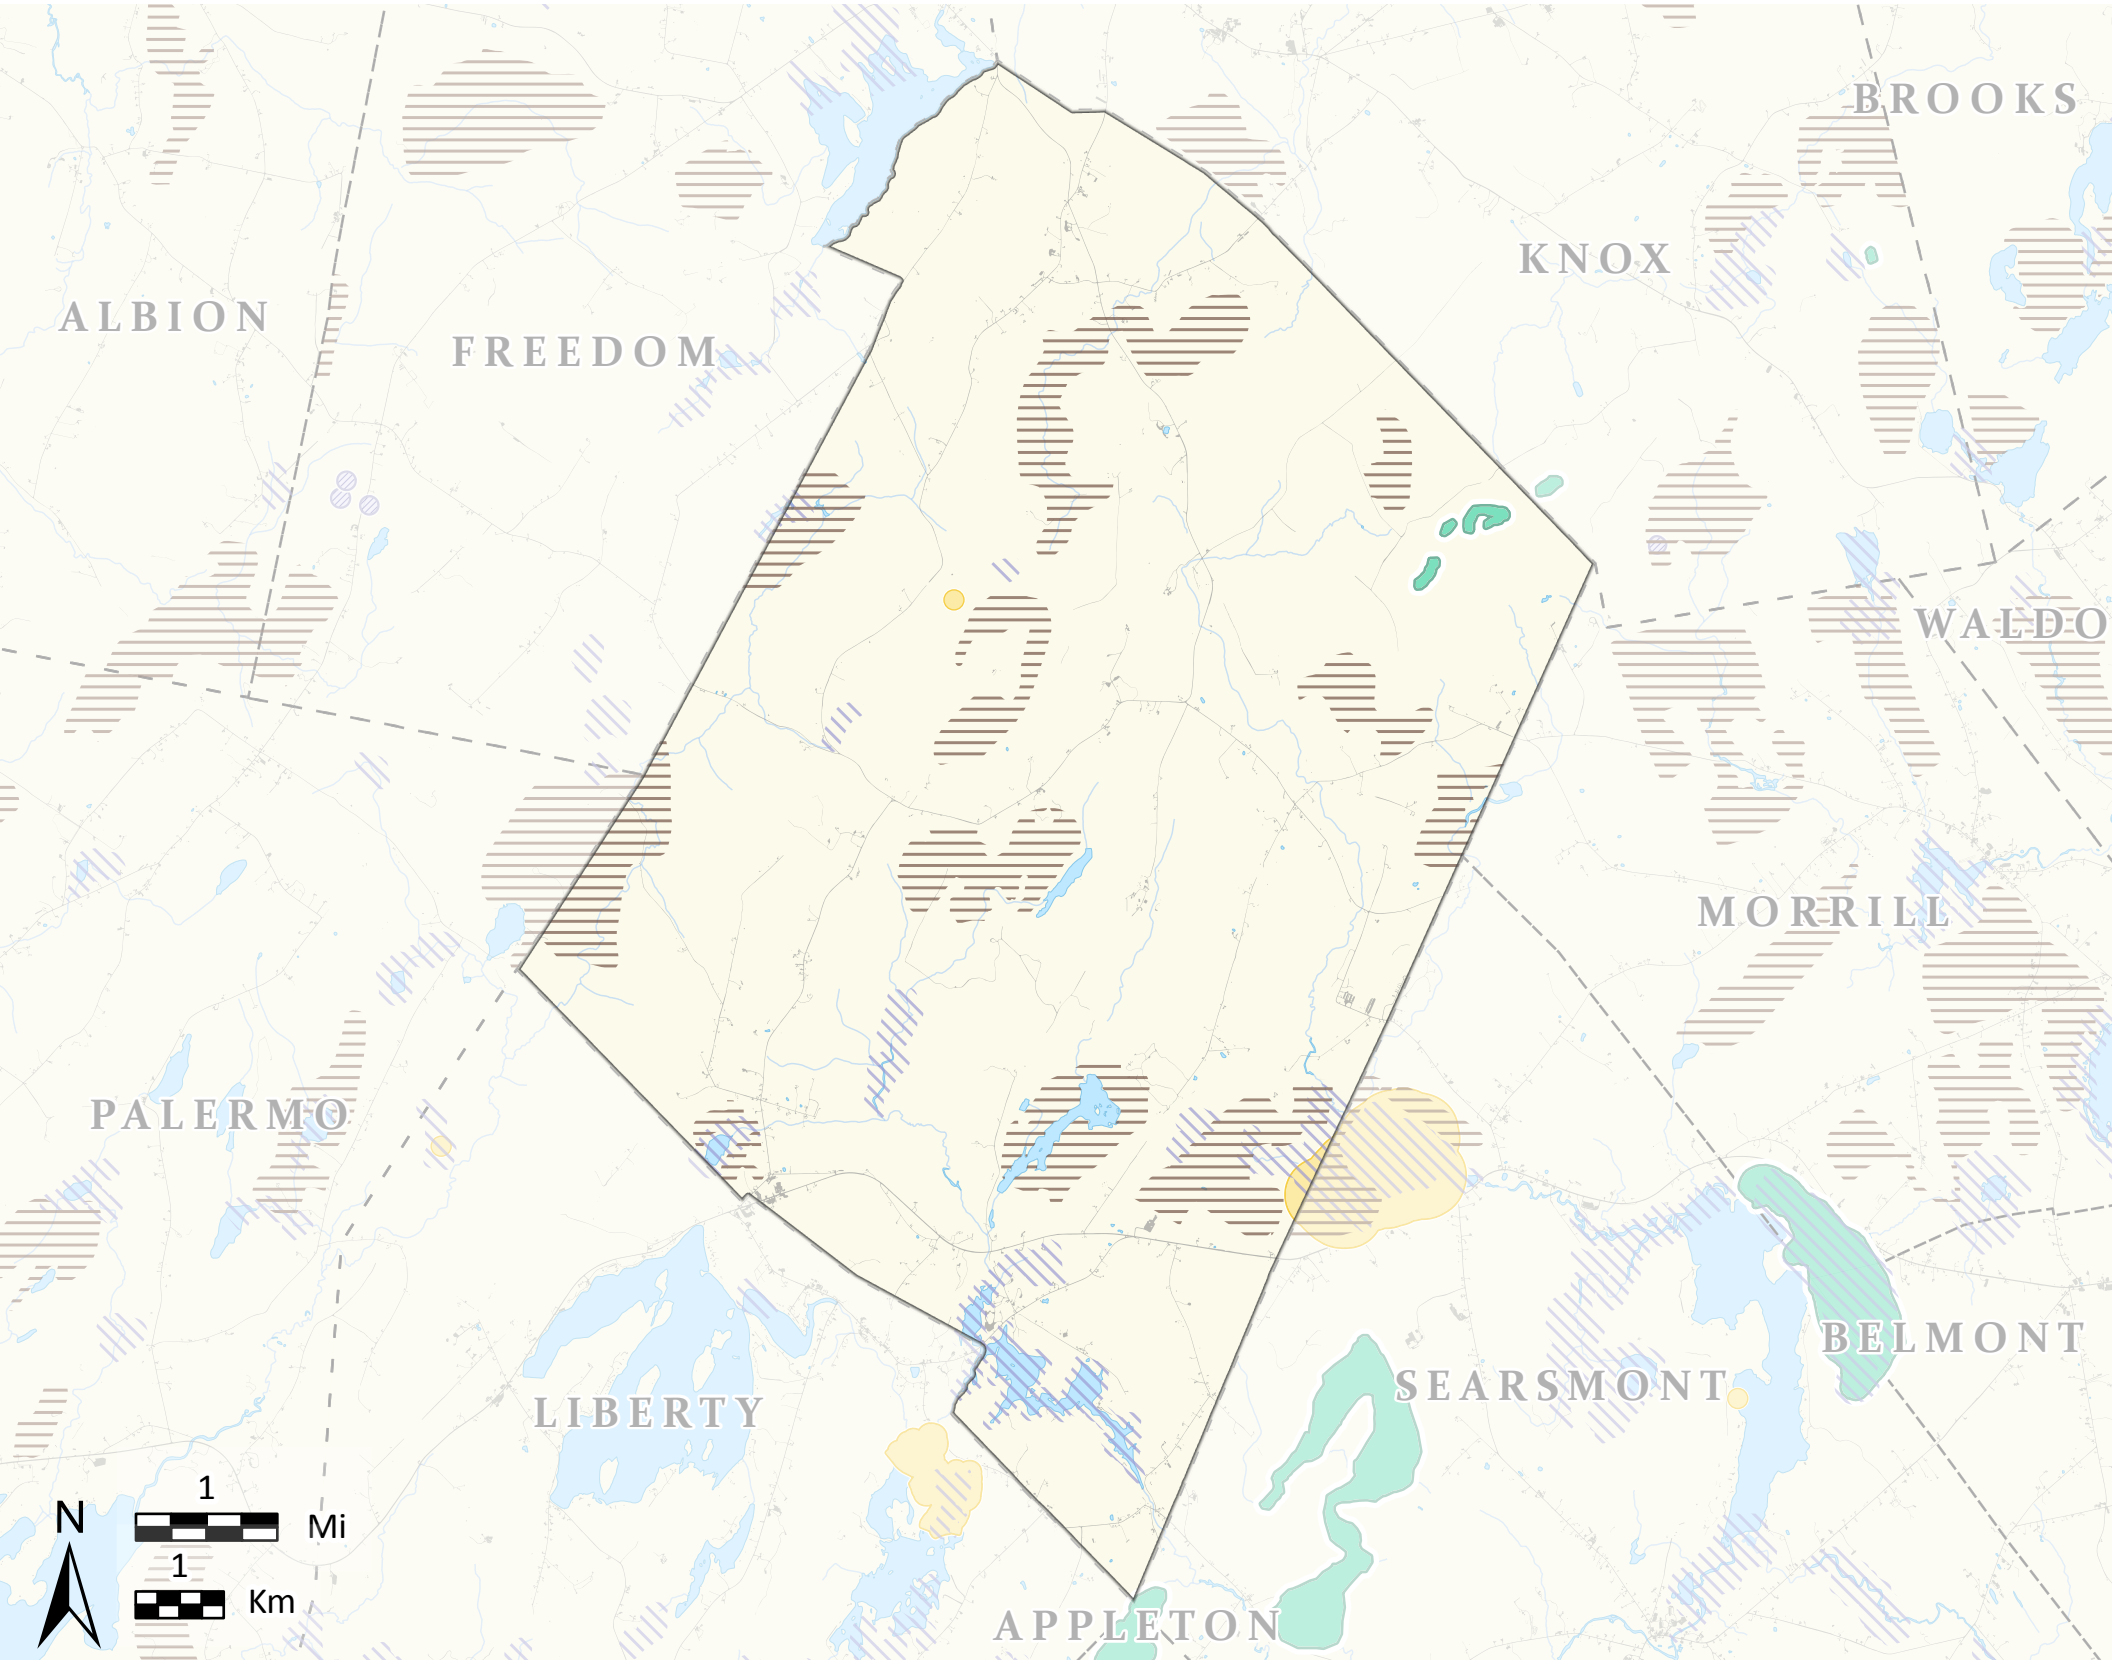 BROOKS
KNOX
ALBION
FREEDOM
WALDO
MORRILL
PALERMO
BELMONT
SEARSMONT
LIBERTY
1
N
Mi
1
Km
APPLETON